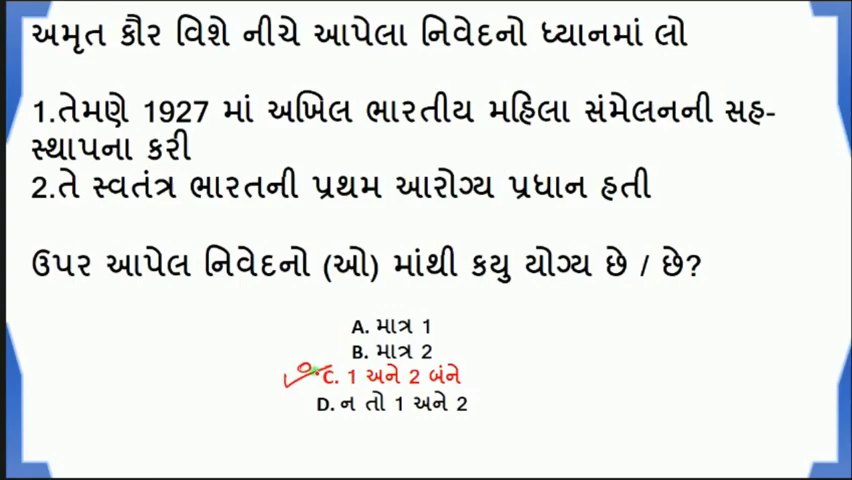 અમૃત કૌર વિશે નીચે આપેલા નિવેદનો ધ્યાનમાં લો
1.તેમણે 1927 માં અખિલ ભારતીય મહિલા સંમેલનની સહ-
સ્થાપના કરી
2.તે સ્વતંત્ર ભારતની પ્રથમ આરોગ્ય પ્રધાન હતી
ઉપર આપેલ નિવેદનો (ઓ) માંથી કયુ યોગ્ય છે / છે?
A. માત્ર 1
B. માત્ર 2
C. 1 અને 2 બંને
D. ન તો 1 અને 2